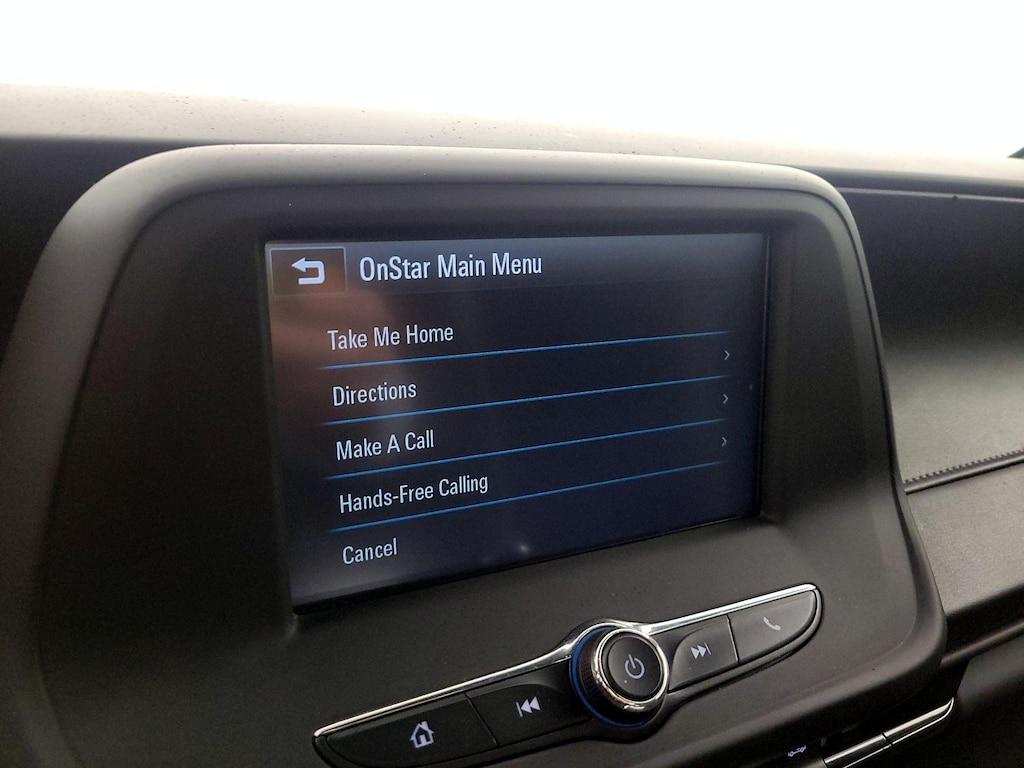 OnStar Main Menu
Take Me Home
Directions
Make A Call
Hands-Free Calling
Cancel